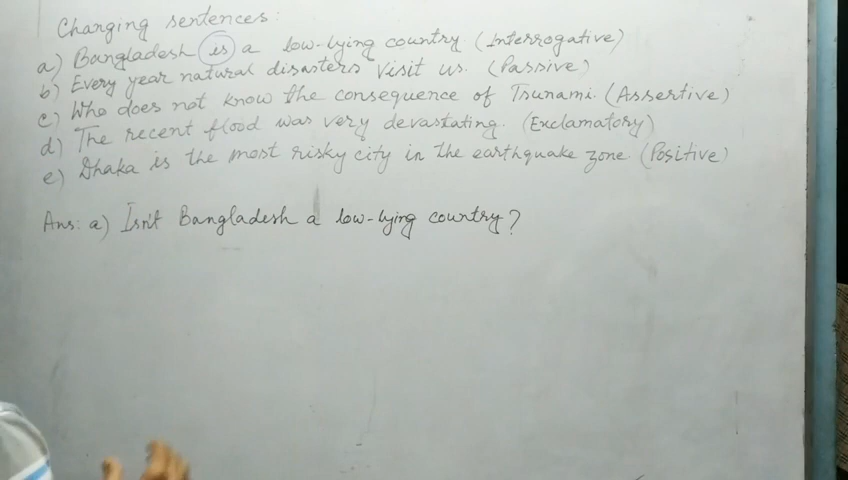 Changing sentences:
a) Bangladesh is a low-lying country. (Interrogative)
b) Every year natural disasters visit us. (Passive)
c) Who does not know the consequence of Tsunami. (Assertive)
d) The recent flood was very devastating. (Exclamatory)
e) Dhaka is the most risky city in the earthquake zone. (Positive)
Ans: a) Isn't Bangladesh a low-lying country?